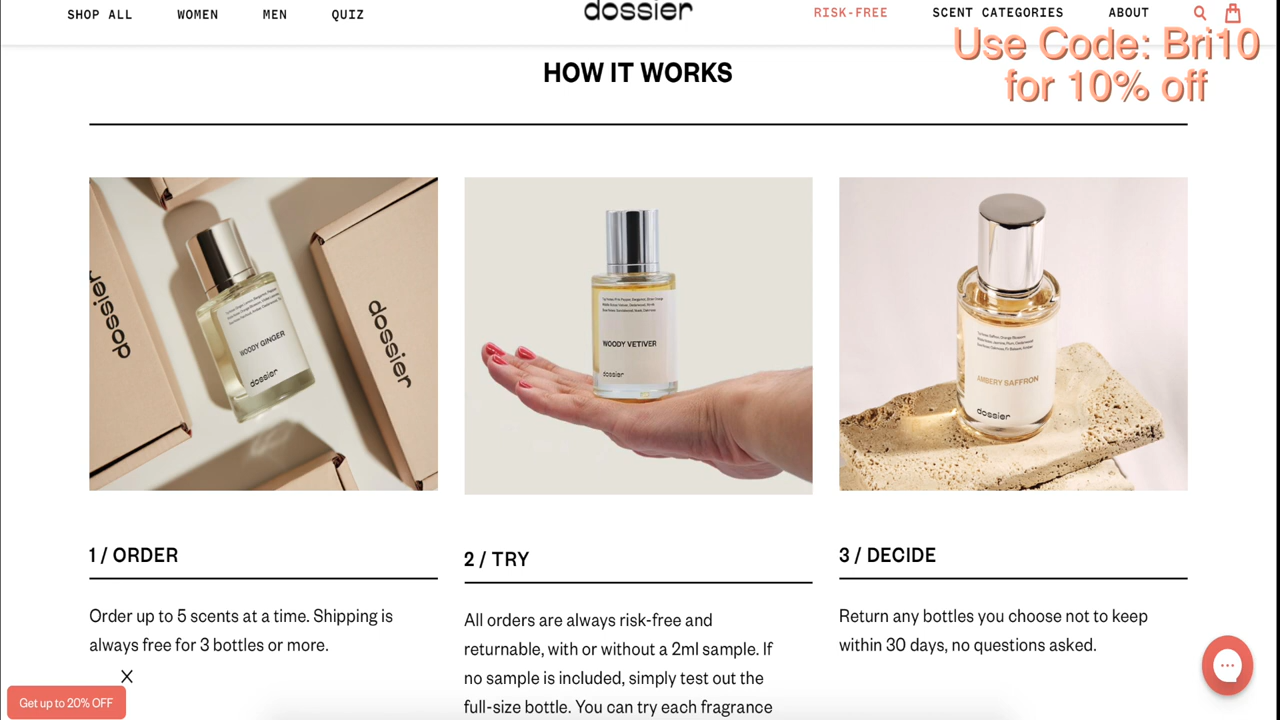 SHOP ALL WOMEN MEN QUIZ dossier RISK-FREE SCENT CATEGORIES ABOUT
Use Code: Bri10
for 10% off
HOW IT WORKS
dossier
WOODY GINGER
dossier
dossier
WOODY VETIVER
dossier
AMBERY SAFFRON
dossier
1 / ORDER
Order up to 5 scents at a time. Shipping is
always free for 3 bottles or more.
2 / TRY
All orders are always risk-free and
returnable, with or without a 2ml sample. If
no sample is included, simply test out the
full-size bottle. You can try each fragrance
3 / DECIDE
Return any bottles you choose not to keep
within 30 days, no questions asked.
X
Get up to 20% OFF